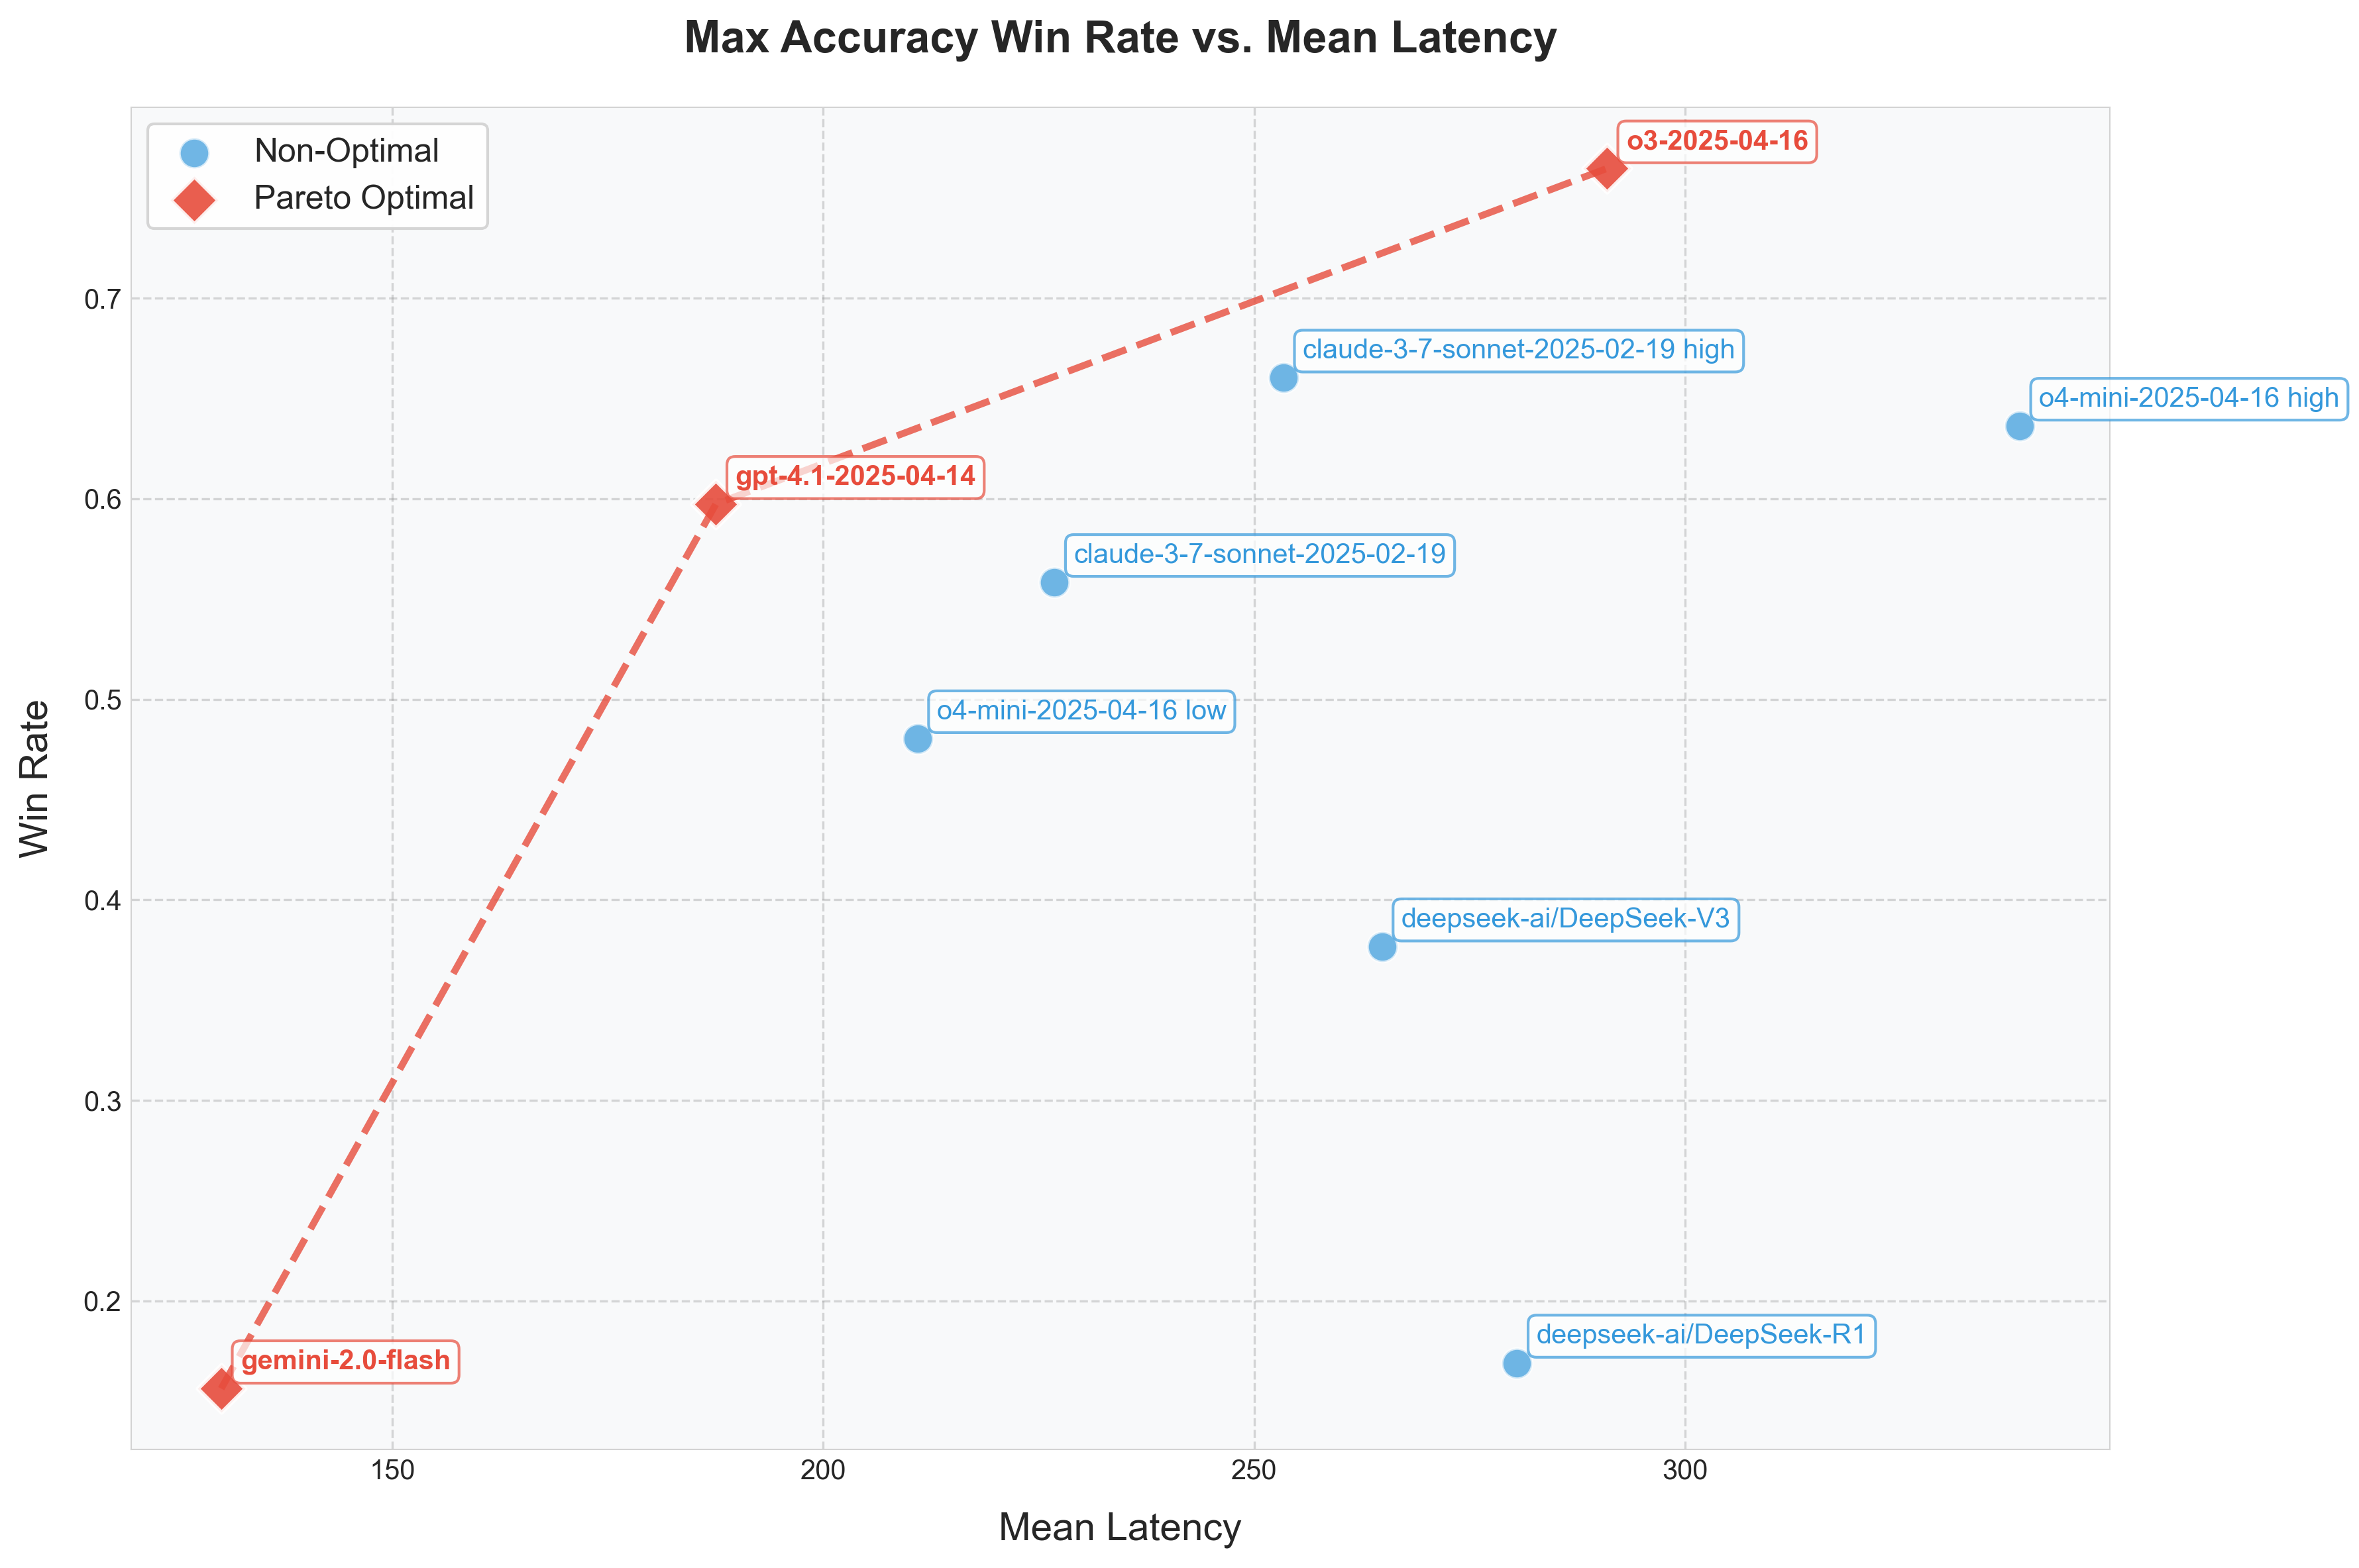 Max Accuracy Win Rate vs. Mean Latency
Non-Optimal
Pareto Optimal
o3-2025-04-16
claude-3-7-sonnet-2025-02-19 high
o4-mini-2025-04-16 high
gpt-4.1-2025-04-14
claude-3-7-sonnet-2025-02-19
o4-mini-2025-04-16 low
deepseek-ai/DeepSeek-V3
deepseek-ai/DeepSeek-R1
gemini-2.0-flash
Win Rate
0.7
0.6
0.5
0.4
0.3
0.2
150
200
250
300
Mean Latency